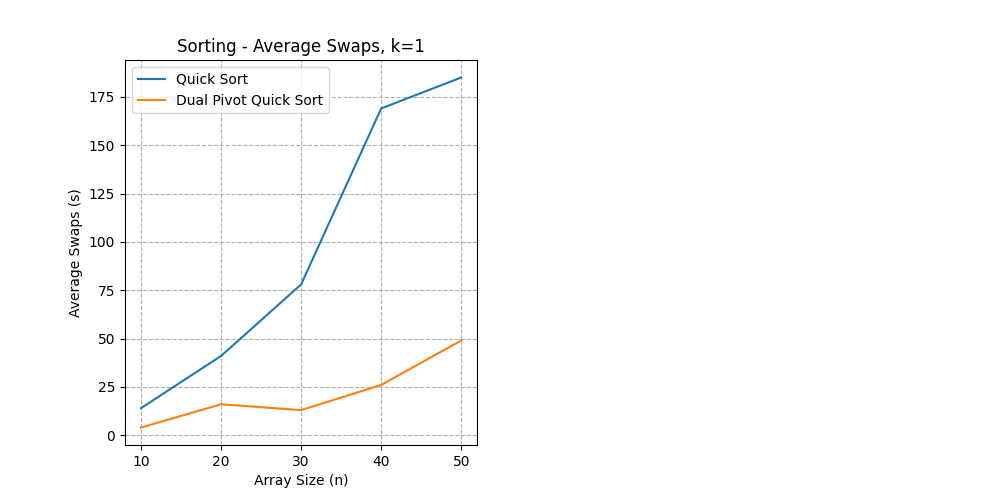 Sorting - Average Swaps, k=1
Quick Sort
Dual Pivot Quick Sort
Average Swaps (s)
175
150
125
100
75
50
25
0
10 20 30 40 50
Array Size (n)